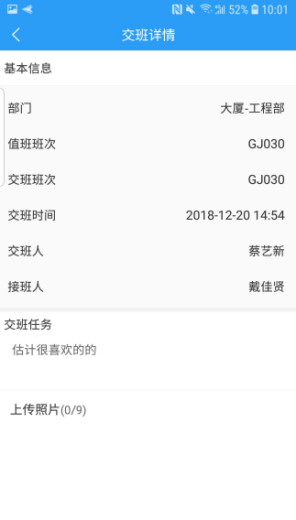 52% 10:01
交班详情
基本信息
部门 大厦-工程部
值班班次 GJ030
交班班次 GJ030
交班时间 2018-12-20 14:54
交班人 蔡艺新
接班人 戴佳贤
交班任务
估计很喜欢的的
上传照片(0/9)